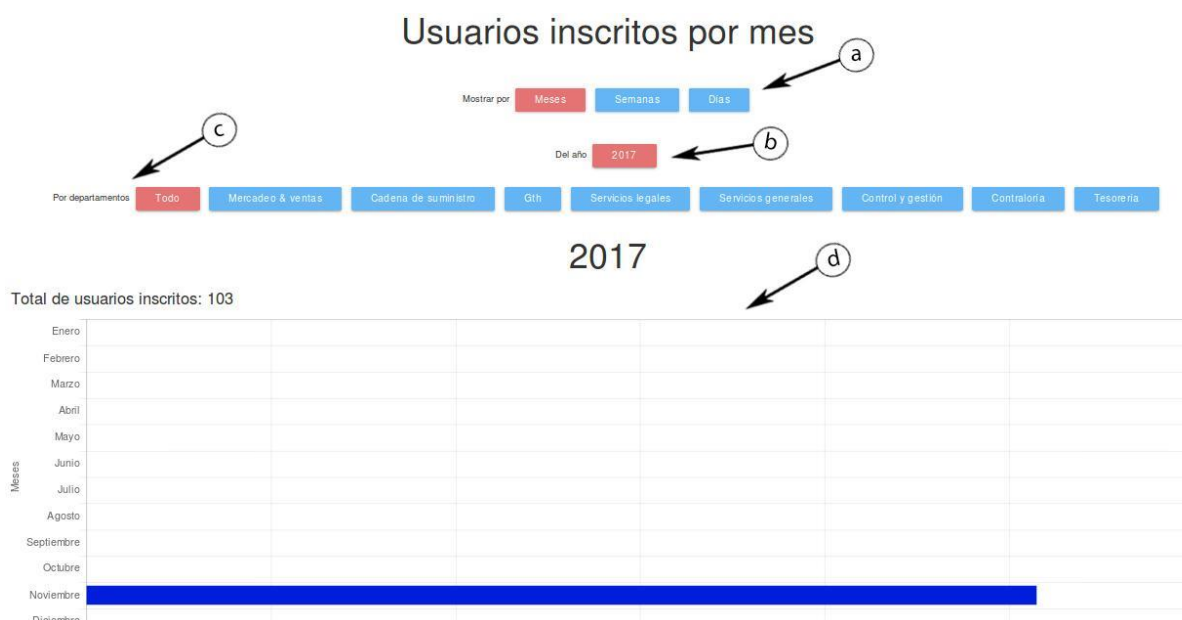 Usuarios inscritos por mes
a
Mostrar por Meses Semanas Días
c
b
Del año 2017
Por departamentos Todo Mercadeo & ventas Cadena de suministro Gth Servicios legales Servicios generales Control y gestión Contraloría Tesorería
2017
d
Total de usuarios inscritos: 103
Enero
Febrero
Marzo
Abril
Mayo
Junio
Meses
Julio
Agosto
Septiembre
Octubre
Noviembre
Diciembre